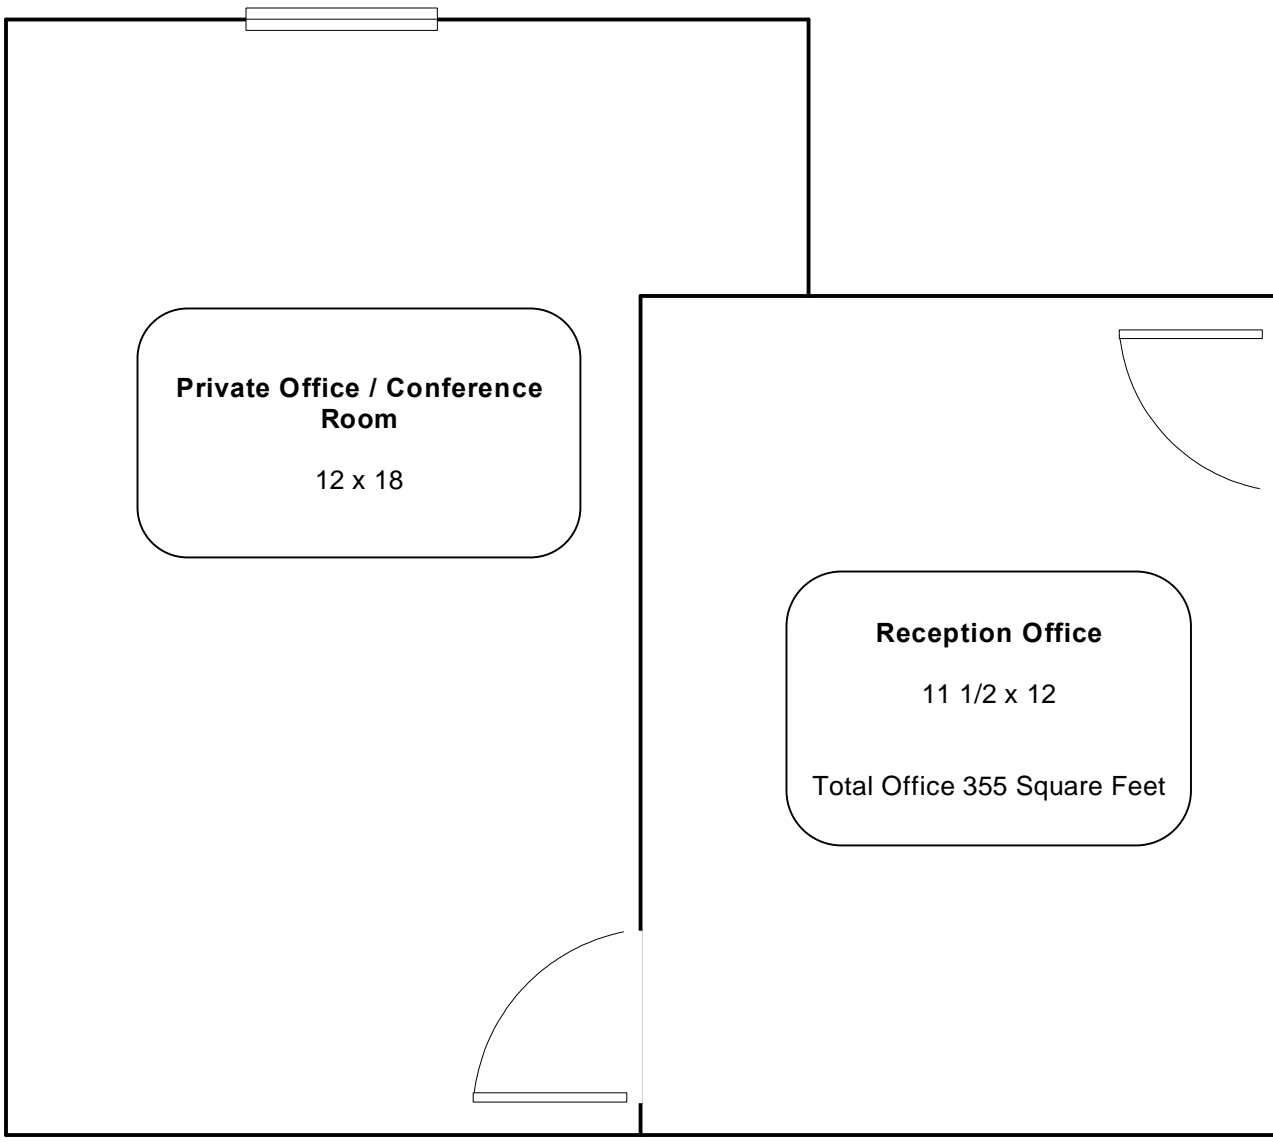 Private Office / Conference
Room
12 x 18
Reception Office
11 1/2 x 12
Total Office 355 Square Feet